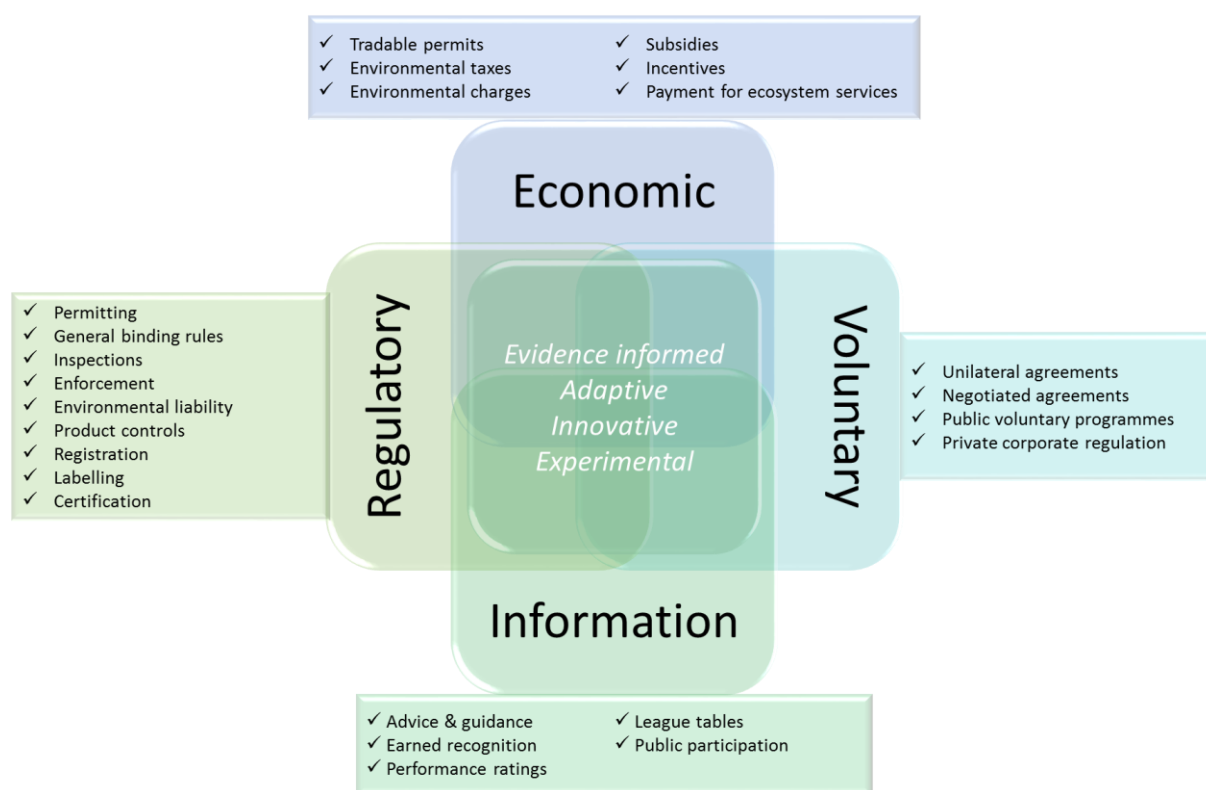 Tradable permits
Environmental taxes
Environmental charges
Subsidies
Incentives
Payment for ecosystem services
Economic
Regulatory
Permitting
General binding rules
Inspections
Enforcement
Environmental liability
Product controls
Registration
Labelling
Certification
Evidence informed
Adaptive
Innovative
Experimental
Voluntary
Unilateral agreements
Negotiated agreements
Public voluntary programmes
Private corporate regulation
Information
Advice & guidance
Earned recognition
Performance ratings
League tables
Public participation